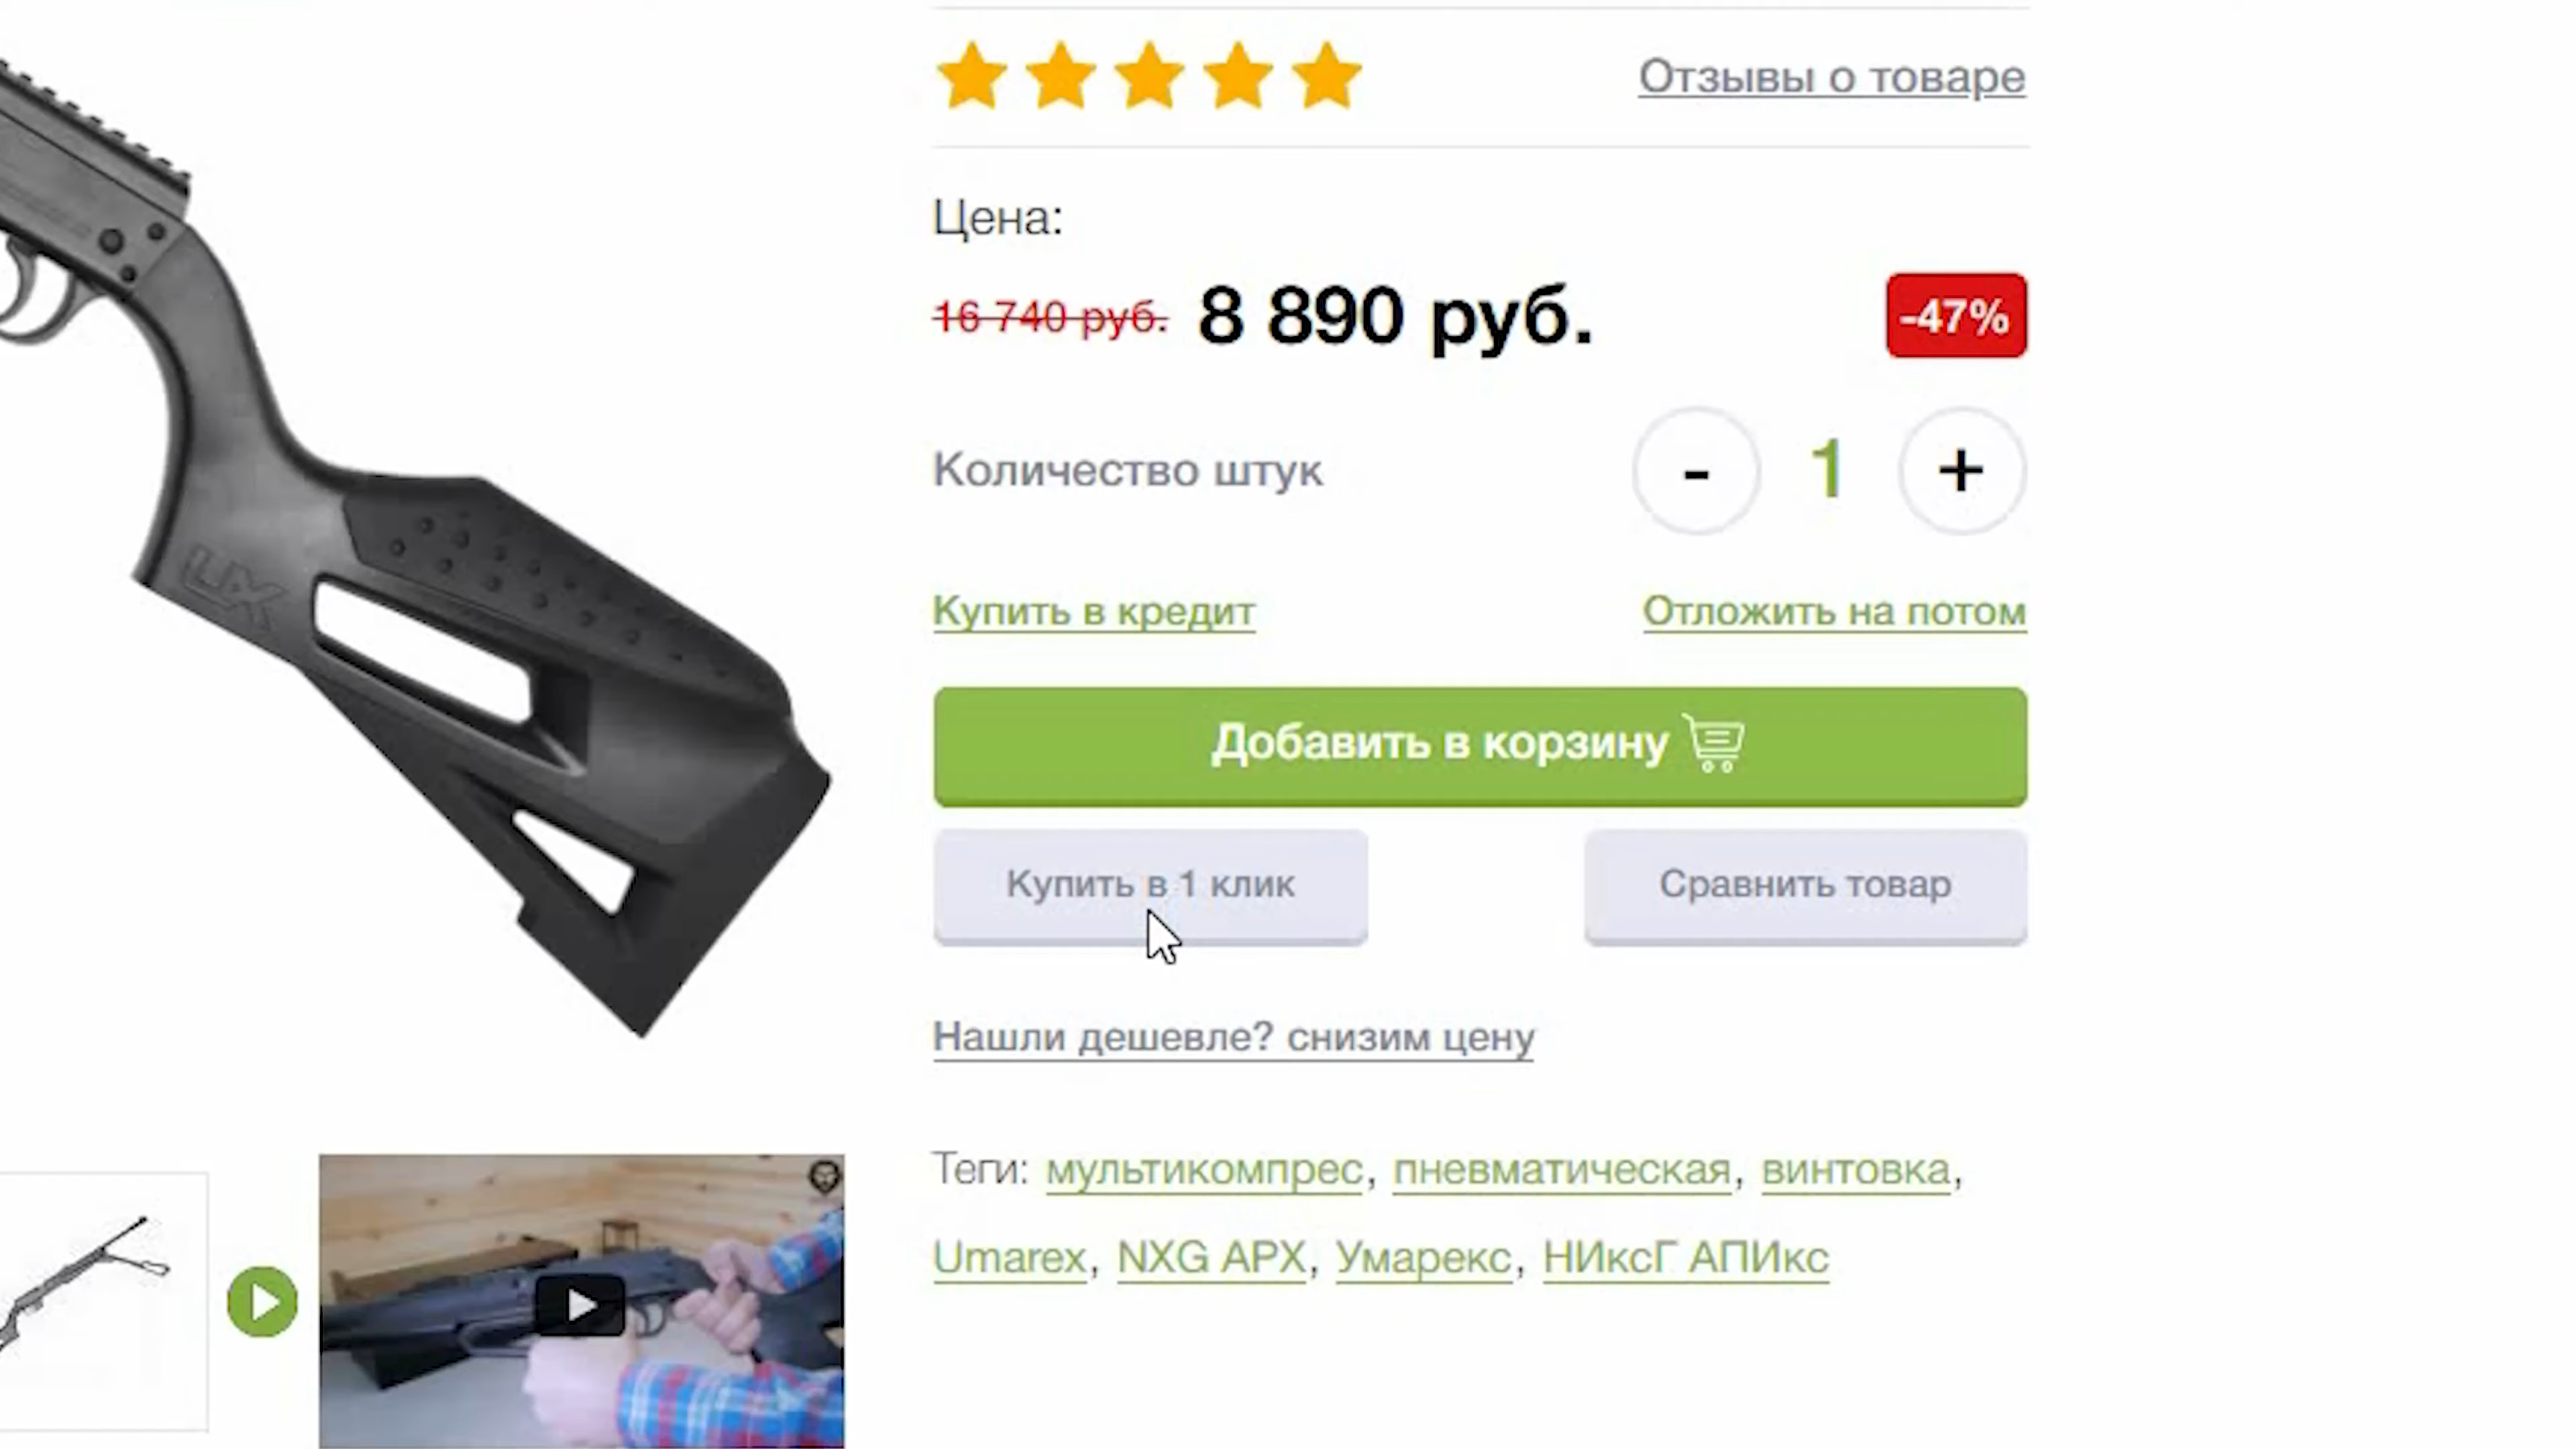 Отзывы о товаре
Цена:
16 740 руб. 8 890 руб. -47%
Количество штук - 1 +
Купить в кредит Отложить на потом
Добавить в корзину
Купить в 1 клик Сравнить товар
Нашли дешевле? снизим цену
Теги: мультикомпрес, пневматическая, винтовка,
Umarex, NXG APX, Умарекс, НИксГ АПИкс
UX